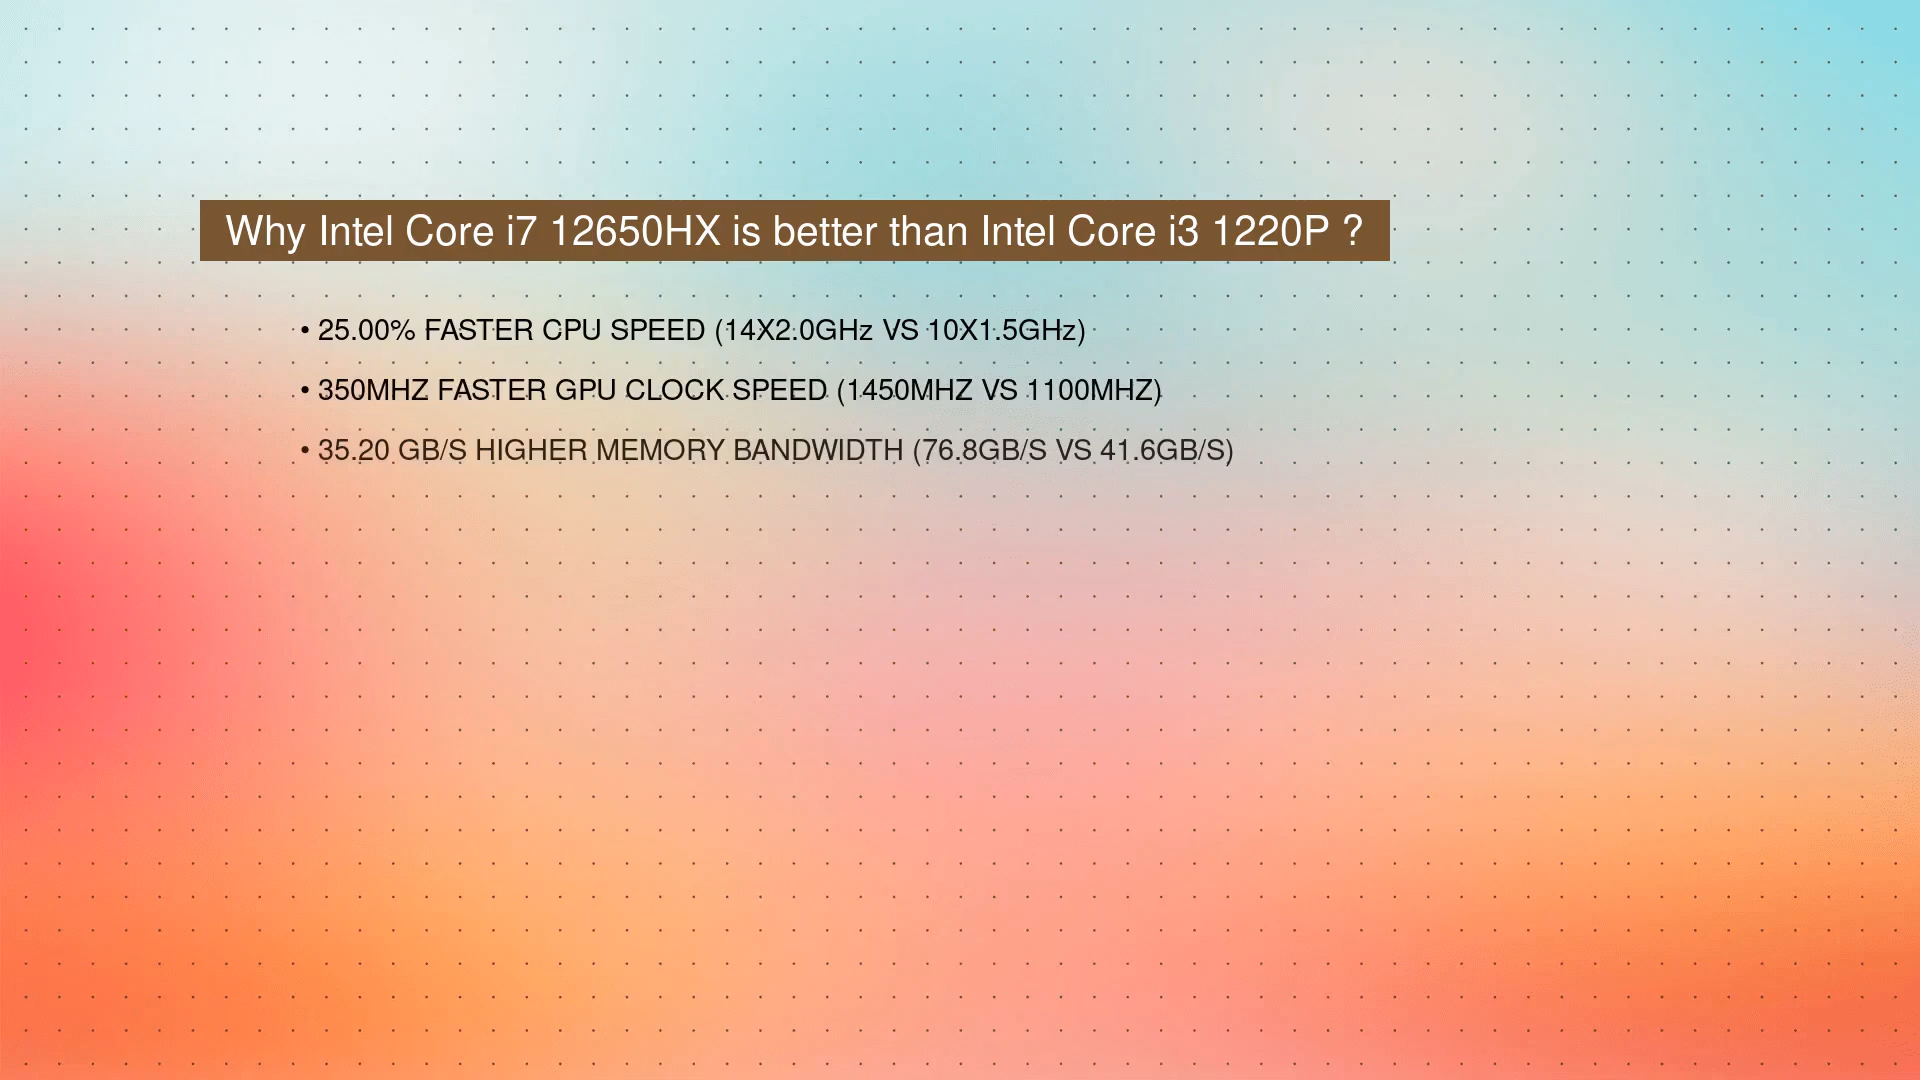 Why Intel Core i7 12650HX is better than Intel Core i3 1220P ?
• 25.00% FASTER CPU SPEED (14X2.0GHz VS 10X1.5GHz)
• 350MHZ FASTER GPU CLOCK SPEED (1450MHZ VS 1100MHZ)
• 35.20 GB/S HIGHER MEMORY BANDWIDTH (76.8GB/S VS 41.6GB/S)